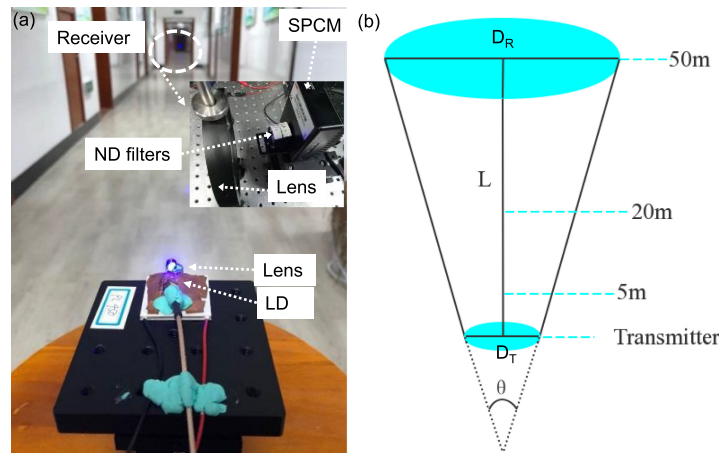 (a)
Receiver
SPCM
ND filters
Lens
Lens
LD
(b)
D_R
50m
L
20m
5m
Transmitter
D_T
θ